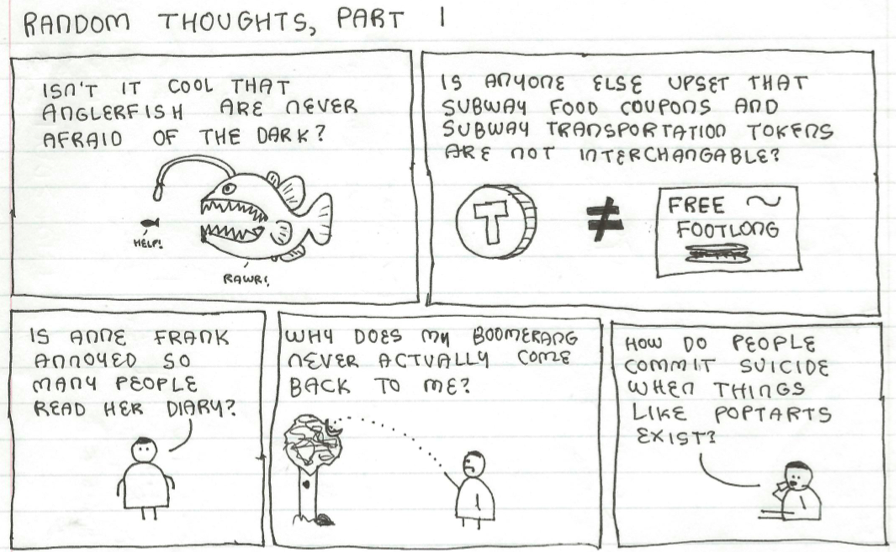 RANDOM THOUGHTS, PART 1
ISN'T IT COOL THAT
ANGLERFISH ARE NEVER
AFRAID OF THE DARK?
HELP!
RAWR!
IS ANYONE ELSE UPSET THAT
SUBWAY FOOD COUPONS AND
SUBWAY TRANSPORTATION TOKENS
ARE NOT INTERCHANGABLE?
T
≠
FREE ~
FOOTLONG
IS ANNE FRANK
ANNOYED SO
MANY PEOPLE
READ HER DIARY?
WHY DOES MY BOOMERANG
NEVER ACTUALLY COME
BACK TO ME?
HOW DO PEOPLE
COMMIT SUICIDE
WHEN THINGS
LIKE POPTARTS
EXIST?